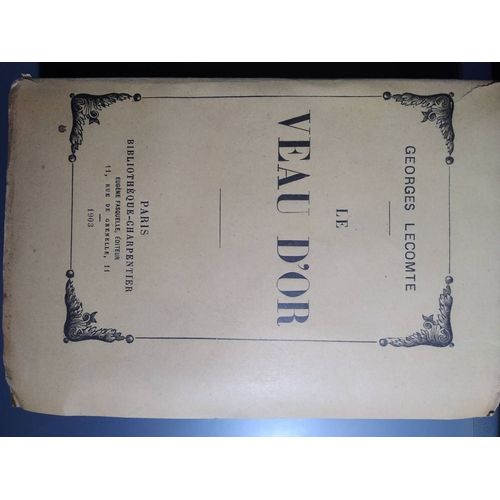 GEORGES LECOMTE
LE
VEAU D'OR
PARIS
BIBLIOTHÈQUE-CHARPENTIER
EUGÈNE FASQUELLE, ÉDITEUR
11, RUE DE GRENELLE, 11
1903